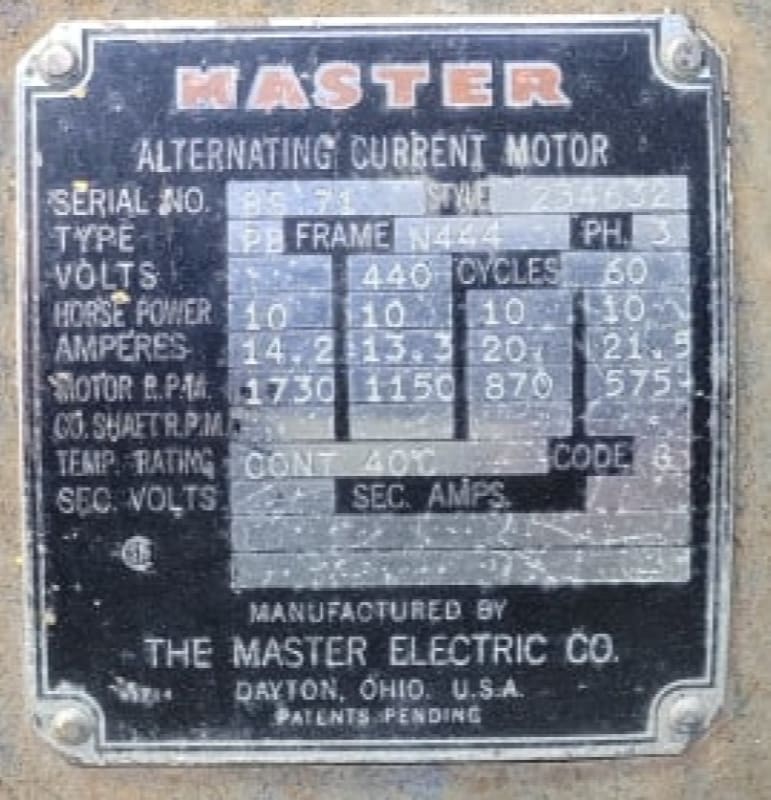 MASTER
ALTERNATING CURRENT MOTOR
SERIAL NO. BS 71 STYLE 234632
TYPE PB FRAME N444 PH. 3
VOLTS 440 CYCLES 60
HORSE POWER 10 10 10 10
AMPERES 14.2 13.3 20. 21.5
MOTOR R.P.M. 1730 1150 870 575
CO. SHAFT R.P.M.
TEMP. RATING CONT 40°C CODE G
SEC. VOLTS SEC. AMPS.
MANUFACTURED BY
THE MASTER ELECTRIC CO.
DAYTON, OHIO. U.S.A.
PATENTS PENDING